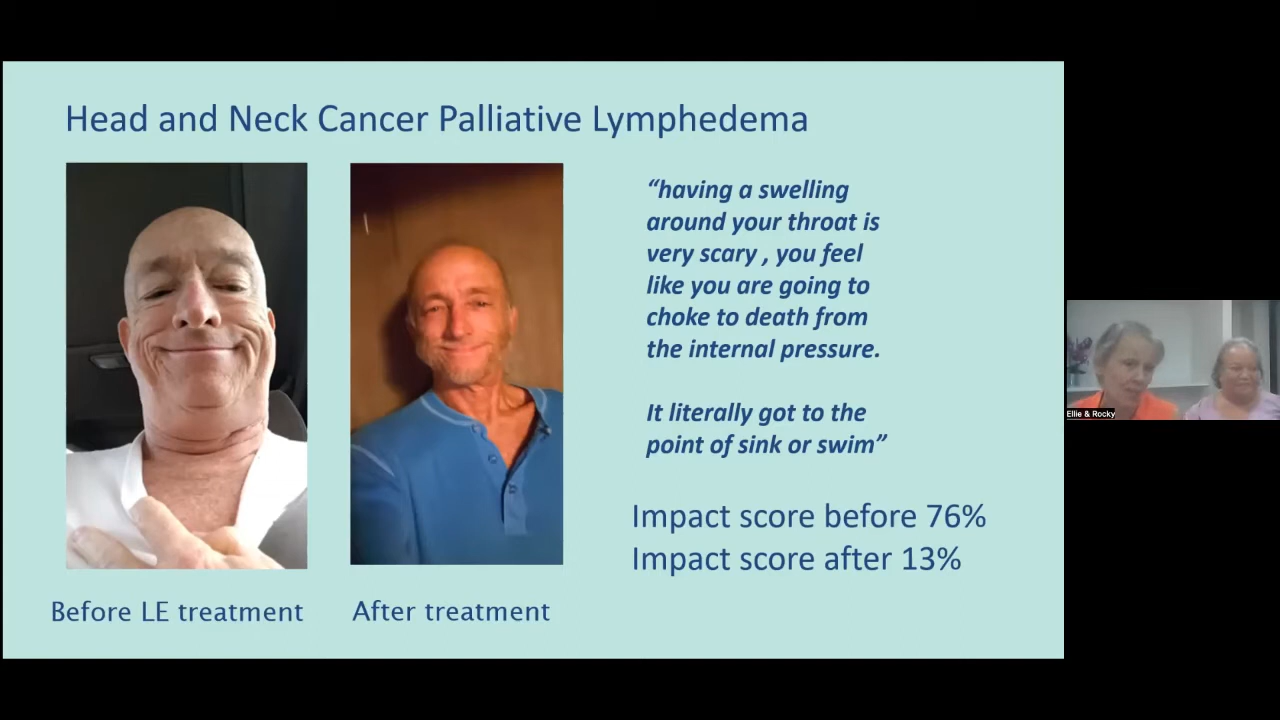 Head and Neck Cancer Palliative Lymphedema
“having a swelling
around your throat is
very scary , you feel
like you are going to
choke to death from
the internal pressure.
It literally got to the
point of sink or swim”
Impact score before 76%
Impact score after 13%
Before LE treatment
After treatment
Ellie & Rocky